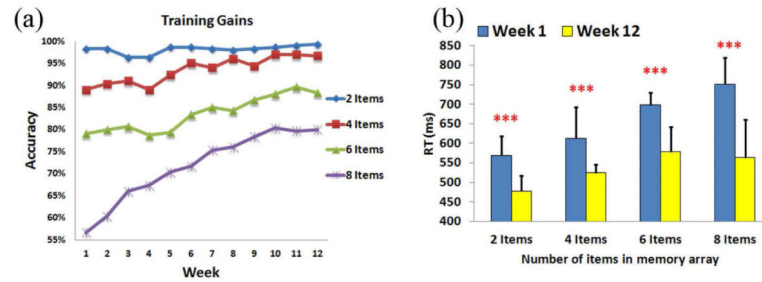 (a)
Training Gains
100%
95%
90%
85%
80%
75%
70%
65%
60%
55%
Accuracy
1 2 3 4 5 6 7 8 9 10 11 12
Week
2 Items
4 Items
6 Items
8 Items
(b)
Week 1 Week 12
850
800
750
700
650
600
550
500
450
400
RT (ms)
*** *** *** ***
2 Items 4 Items 6 Items 8 Items
Number of items in memory array